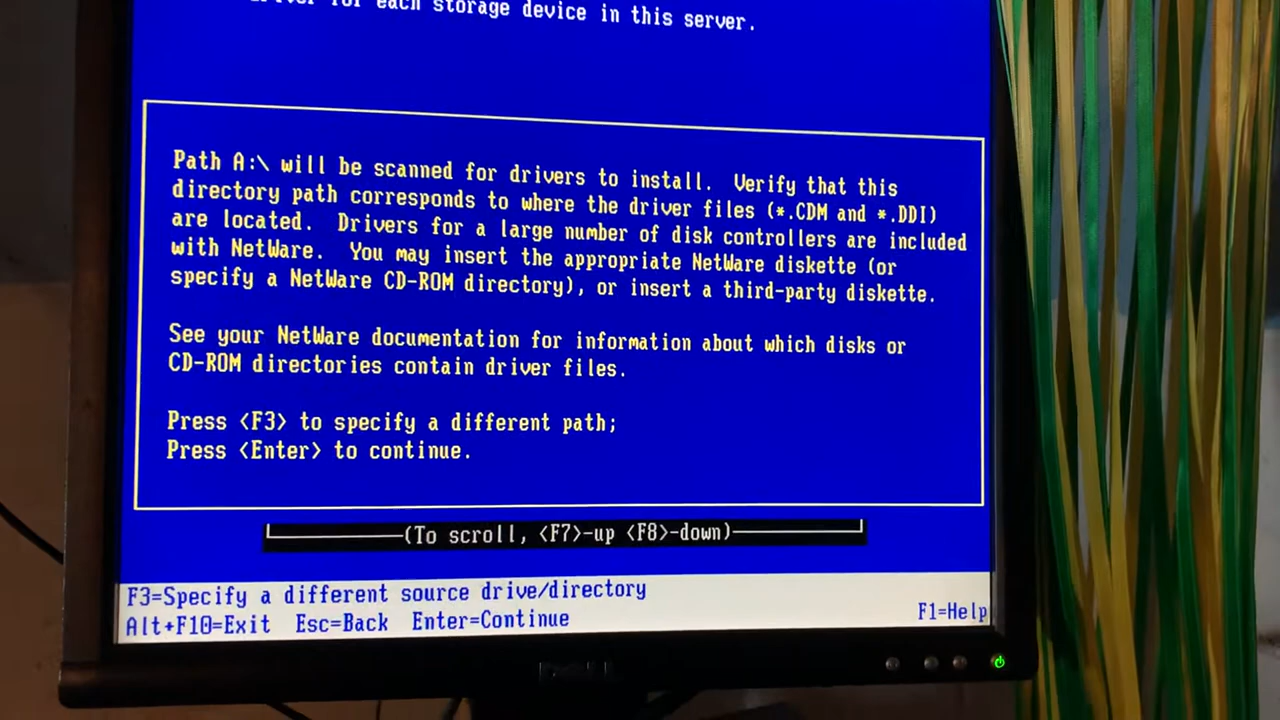 for each storage device in this server.
Path A:\ will be scanned for drivers to install.  Verify that this
directory path corresponds to where the driver files (*.CDM and *.DDI)
are located.  Drivers for a large number of disk controllers are included
with NetWare.  You may insert the appropriate NetWare diskette (or
specify a NetWare CD-ROM directory), or insert a third-party diskette.
See your NetWare documentation for information about which disks or
CD-ROM directories contain driver files.
Press <F3> to specify a different path;
Press <Enter> to continue.
(To scroll, <F7>-up <F8>-down)
F3=Specify a different source drive/directory
Alt+F10=Exit  Esc=Back  Enter=Continue F1=Help